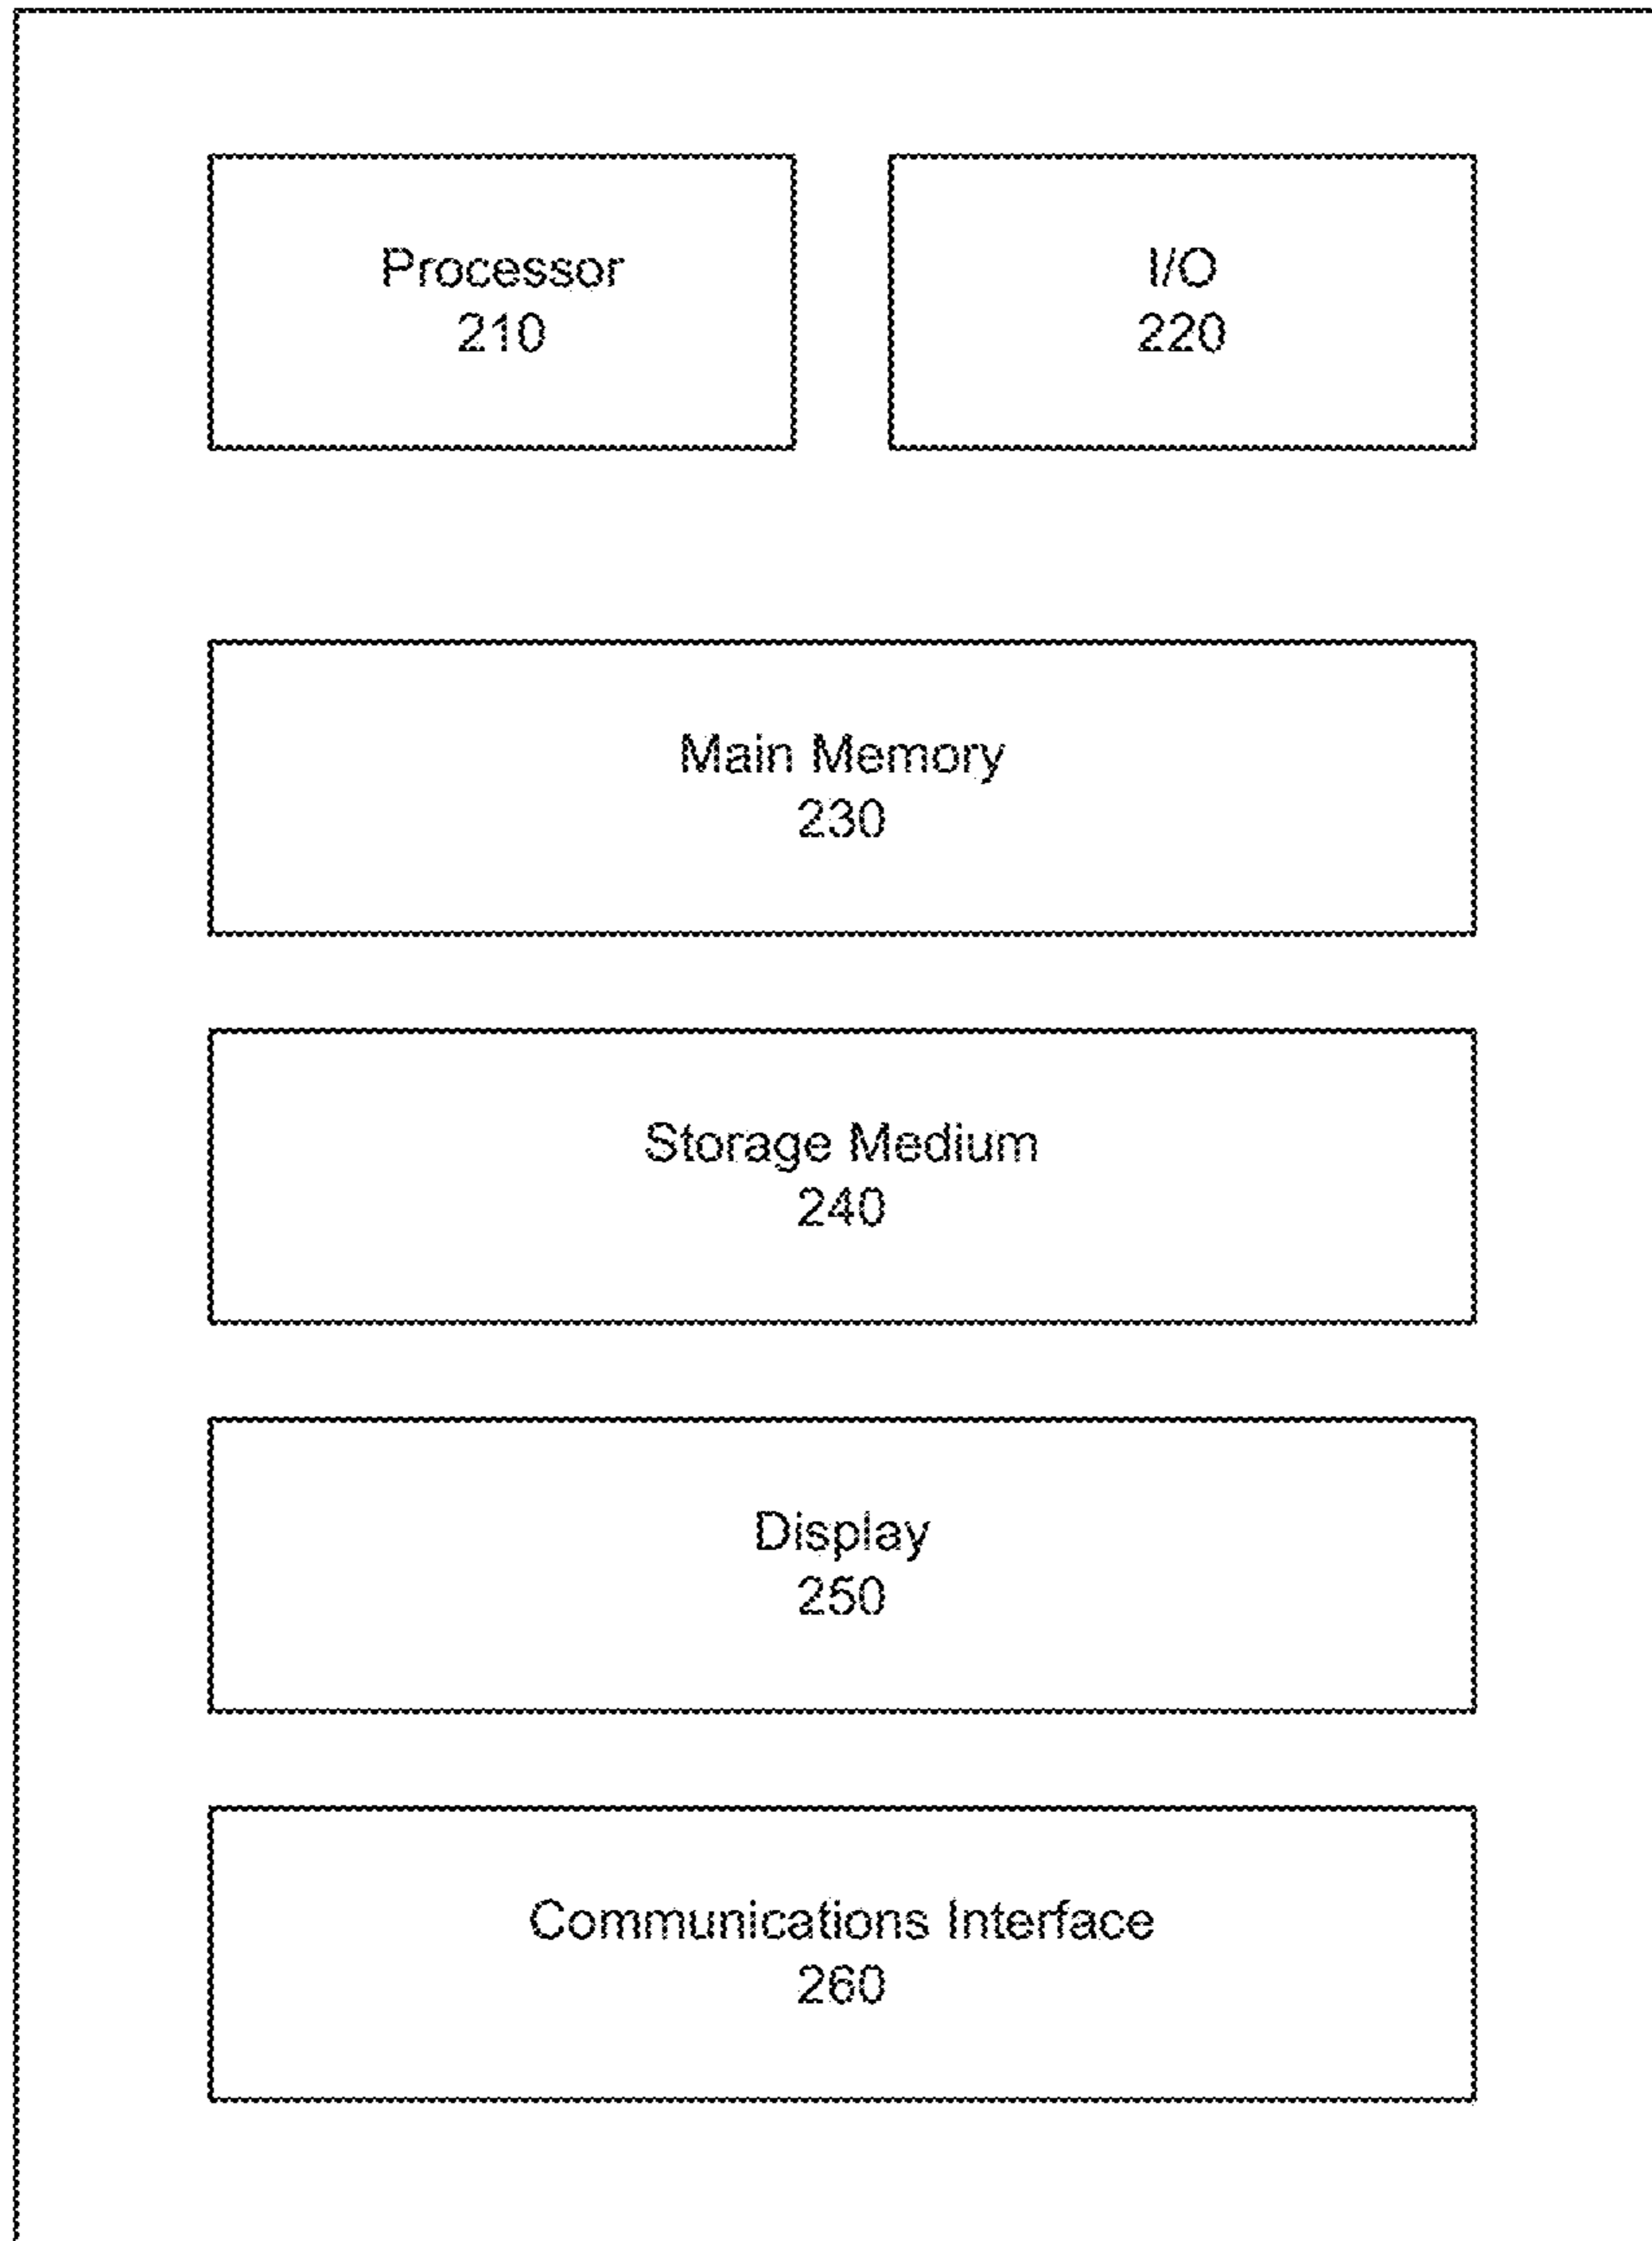 Processor
210
I/O
220
Main Memory
230
Storage Medium
240
Display
250
Communications Interface
260